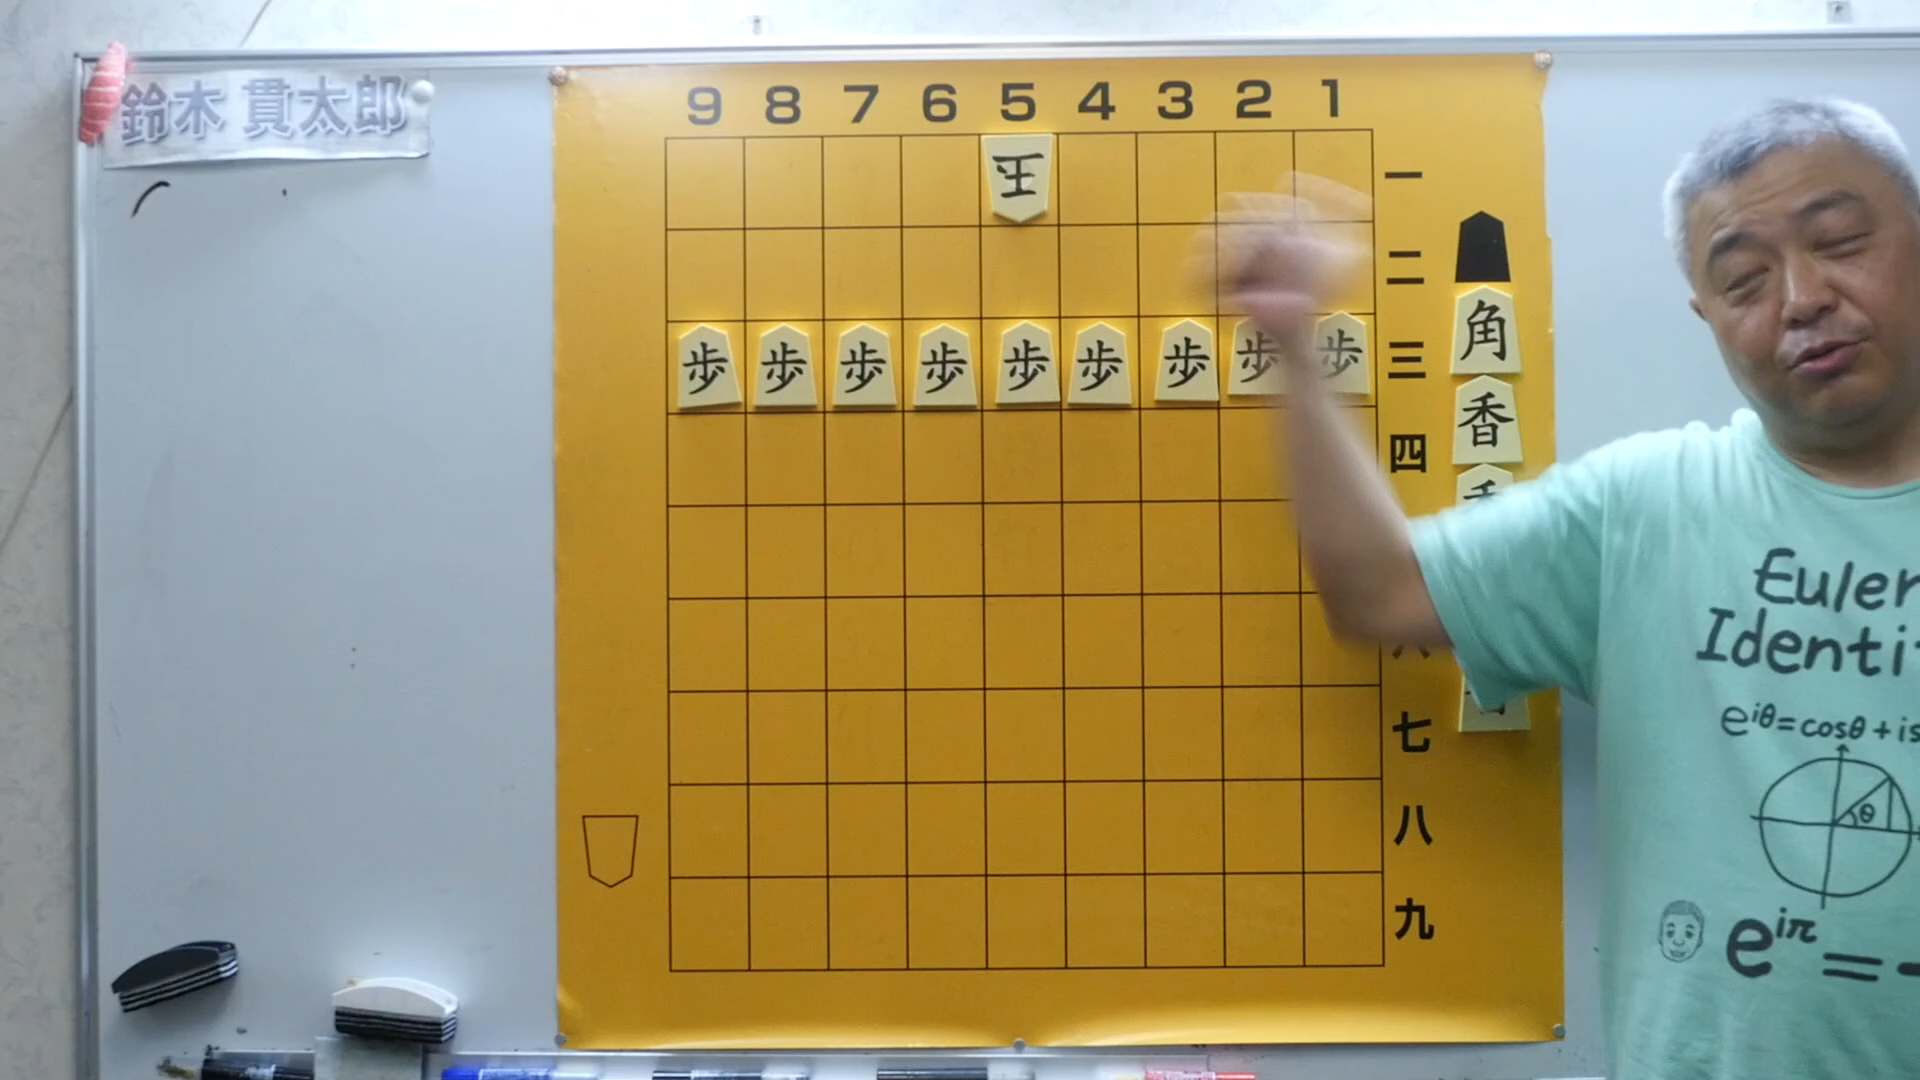 鈴木 貫太郎
9 8 7 6 5 4 3 2 1
王
歩 歩 歩 歩 歩 歩 歩 歩 歩
一
二
三
四
七
八
九
角
香
Euler
Identi
e^iθ=cosθ+is
θ
e^iπ=-